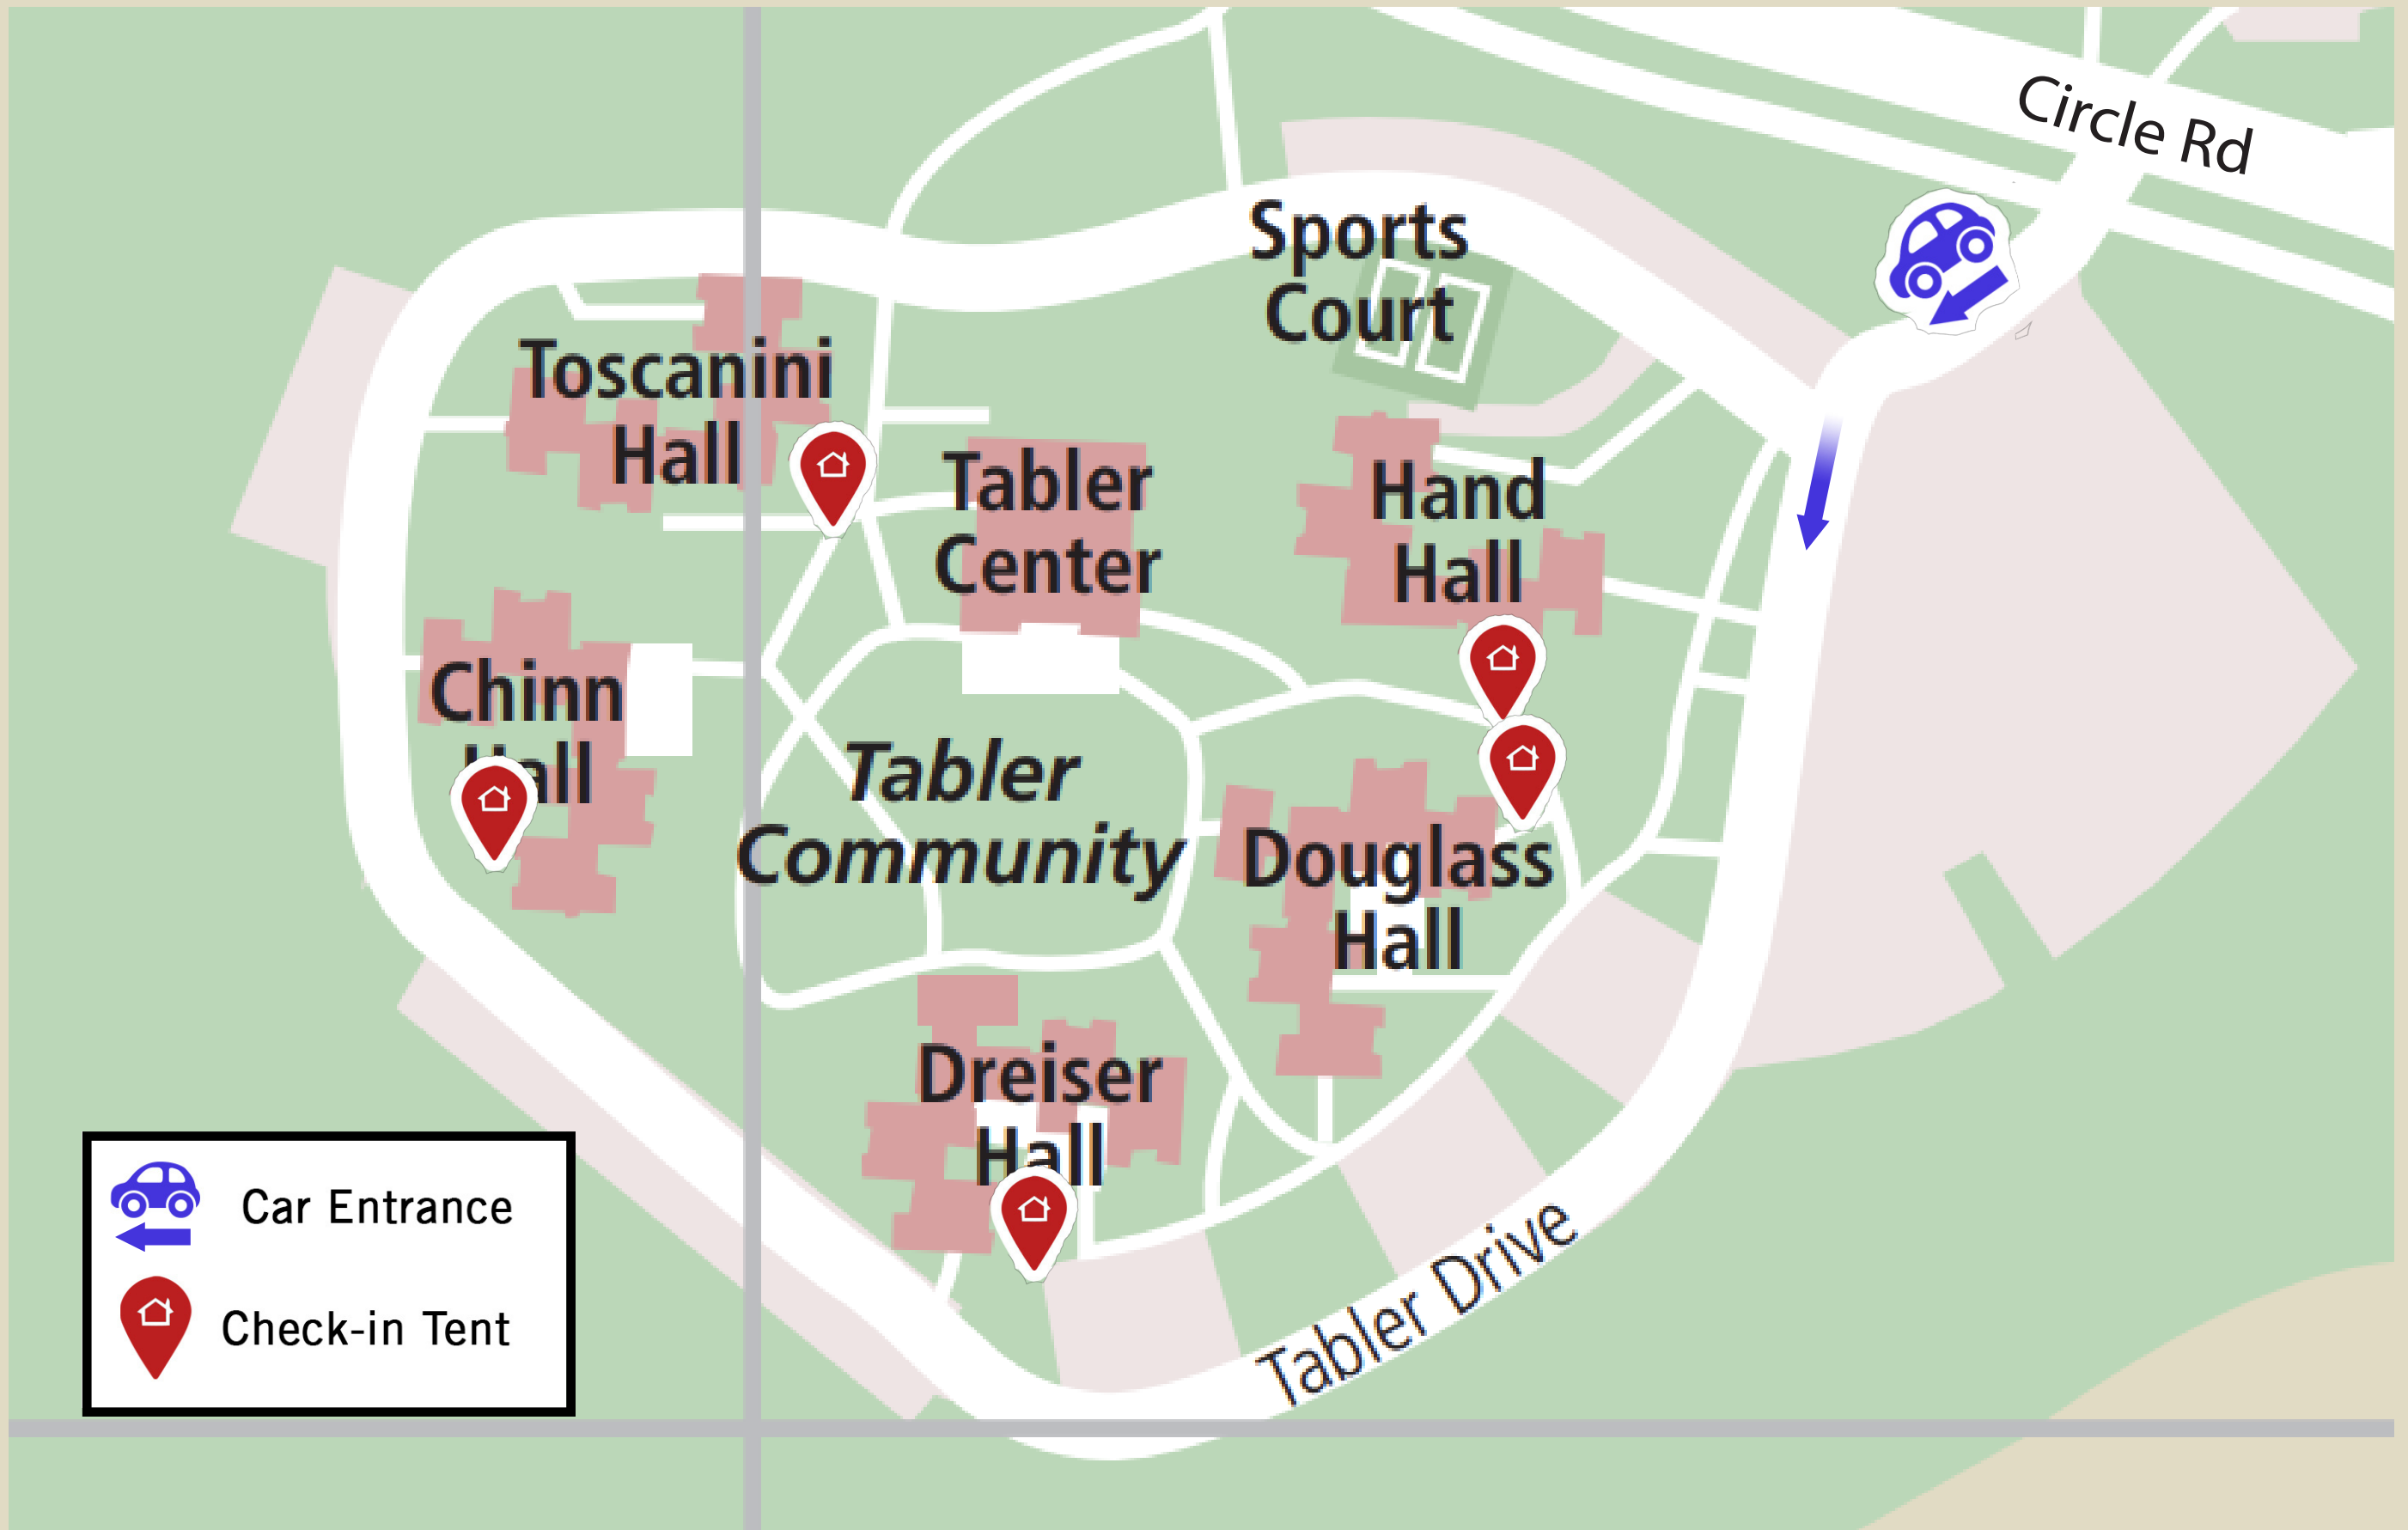 Circle Rd
Sports
Court
Toscanini
Hall
Tabler
Center
Hand
Hall
Chinn
Hall
Tabler
Community
Douglass
Hall
Dreiser
Hall
Tabler Drive
Car Entrance
Check-in Tent